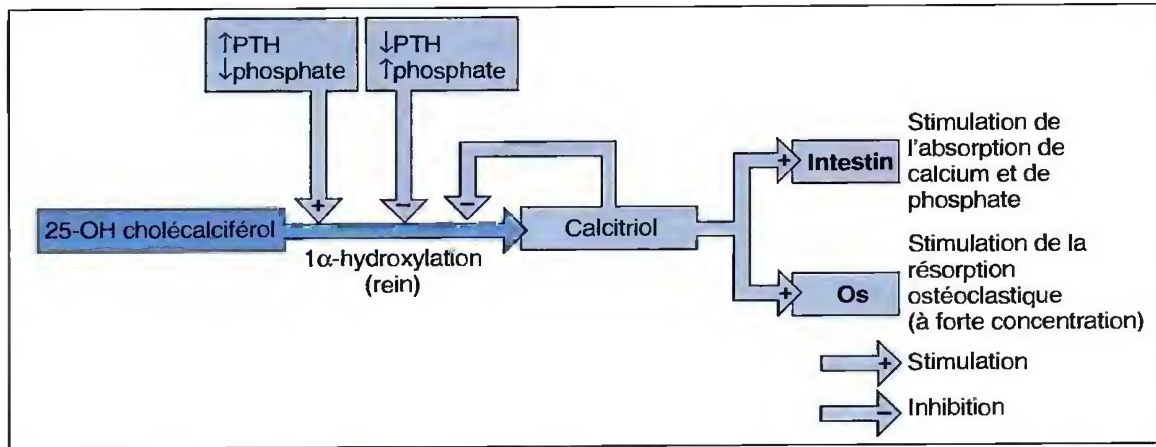 ↑PTH
↓phosphate
↓PTH
↑phosphate
+
−
−
25-OH cholécalciférol
1α-hydroxylation
(rein)
Calcitriol
+
Intestin
Stimulation de
l'absorption de
calcium et de
phosphate
+
Os
Stimulation de la
résorption
ostéoclastique
(à forte concentration)
+
Stimulation
−
Inhibition